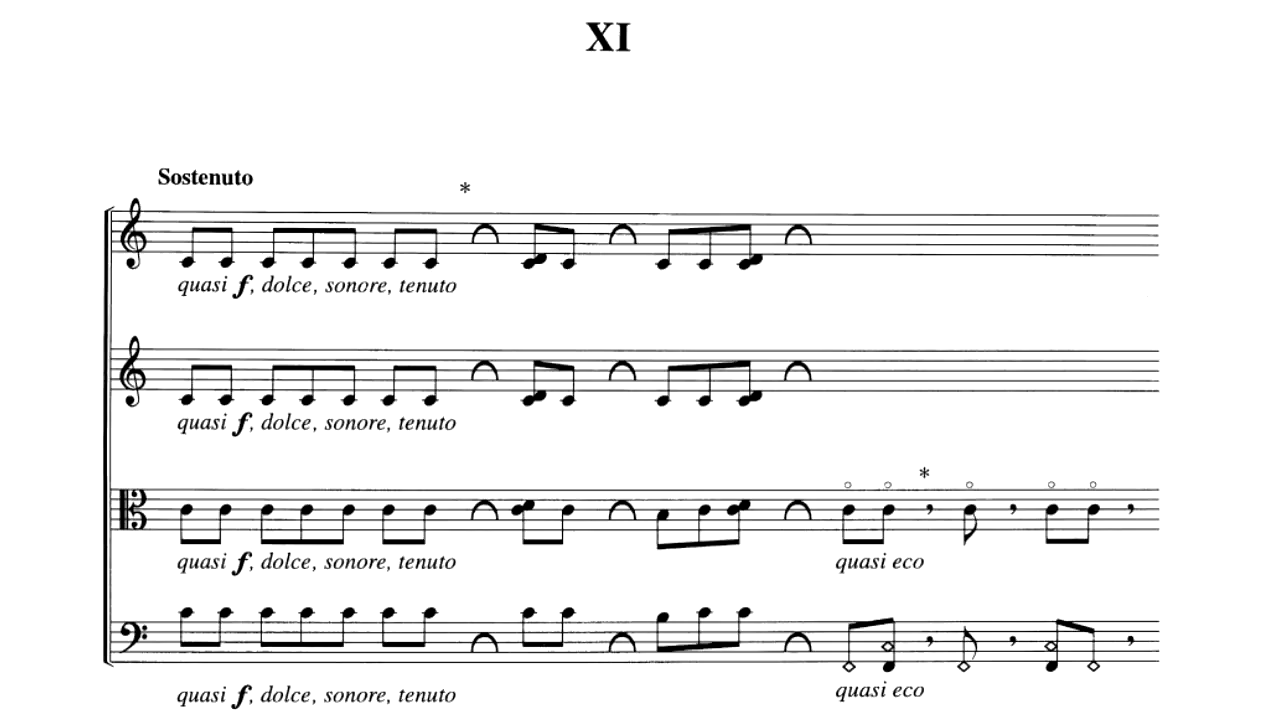 XI
Sostenuto
*
quasi f, dolce, sonore, tenuto
quasi f, dolce, sonore, tenuto
*
quasi f, dolce, sonore, tenuto
quasi eco
quasi f, dolce, sonore, tenuto
quasi eco